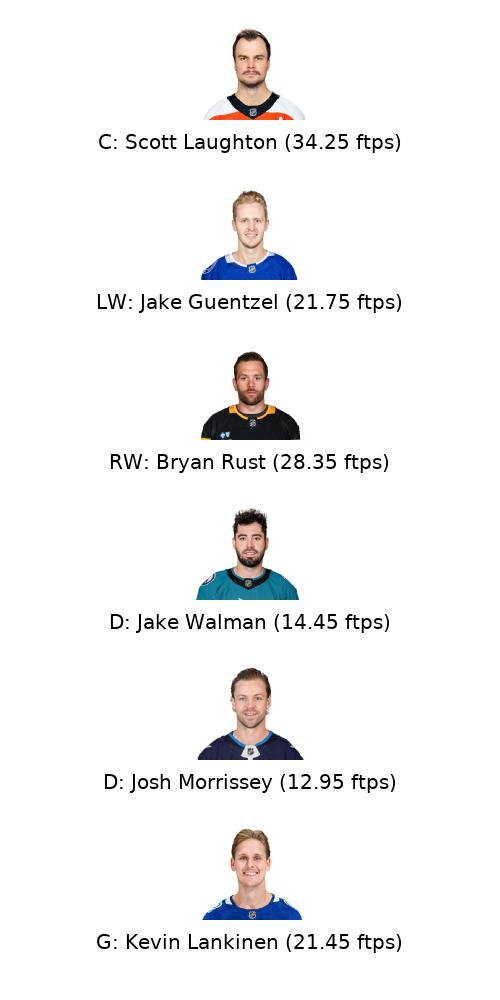 C: Scott Laughton (34.25 ftps)
LW: Jake Guentzel (21.75 ftps)
RW: Bryan Rust (28.35 ftps)
D: Jake Walman (14.45 ftps)
D: Josh Morrissey (12.95 ftps)
G: Kevin Lankinen (21.45 ftps)